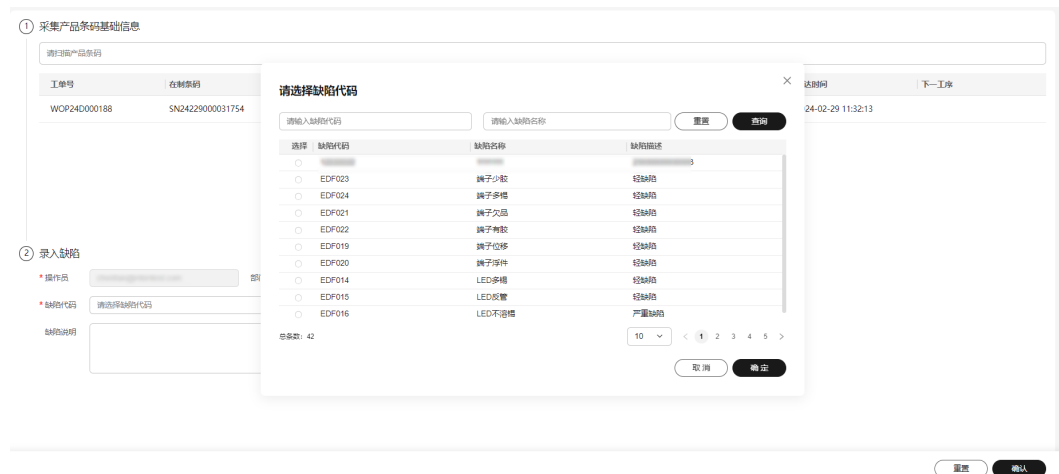 1 采集产品条码基础信息
请扫描产品条码
工单号 在制条码 达时间 下一工序
WOP24D000188 SN24229000031754 24-02-29 11:32:13
请选择缺陷代码
请输入缺陷代码 请输入缺陷名称 重置 查询
选择 缺陷代码 缺陷名称 缺陷描述
EDF023 端子少胶 轻缺陷
EDF024 端子多锡 轻缺陷
EDF021 端子欠品 轻缺陷
EDF022 端子有胶 轻缺陷
EDF019 端子位移 轻缺陷
EDF020 端子浮件 轻缺陷
EDF014 LED多锡 轻缺陷
EDF015 LED反管 轻缺陷
EDF016 LED不溶锡 严重缺陷
总条数: 42 10 < 1 2 3 4 5 >
取消 确定
2 录入缺陷
* 操作员
* 缺陷代码 请选择缺陷代码
缺陷说明
重置 确认